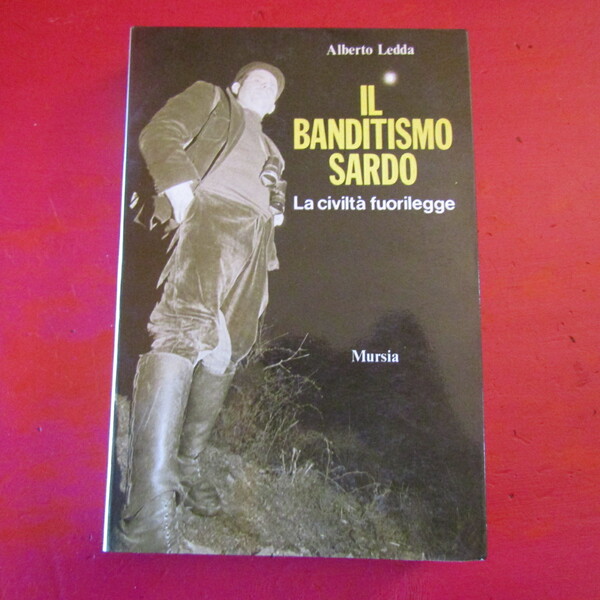 Alberto Ledda
IL
BANDITISMO
SARDO
La civiltà fuorilegge
Mursia